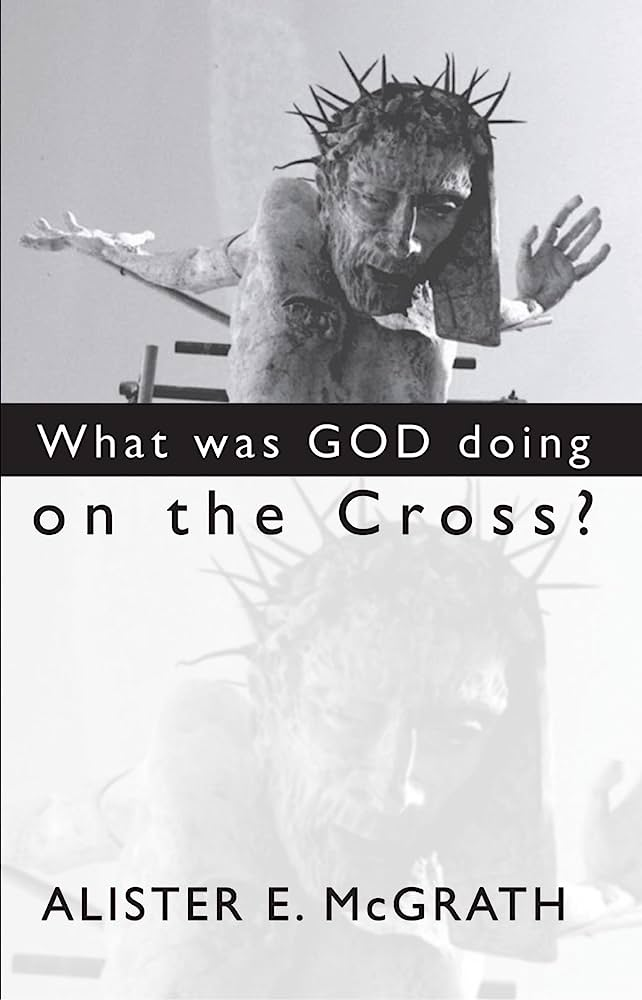 What was GOD doing
on the Cross?
ALISTER E. McGRATH